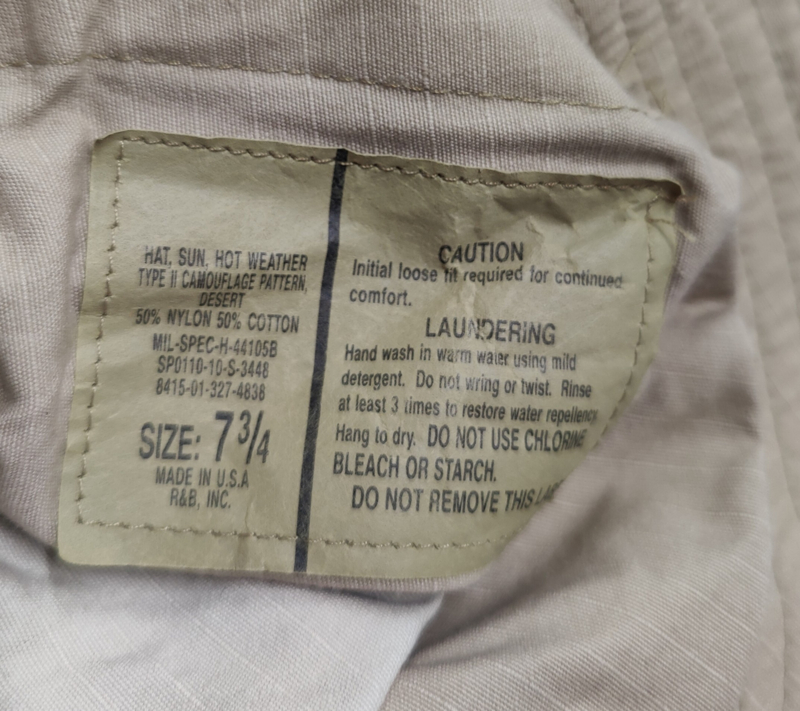 HAT, SUN. HOT WEATHER
TYPE II CAMOUFLAGE PATTERN,
DESERT
50% NYLON 50% COTTON
MIL-SPEC-H-44105B
SP0110-10-S-3448
8415-01-327-4838
SIZE: 7 3/4
MADE IN U.S.A
R&B, INC.
CAUTION
Initial loose fit required for continued
comfort.
LAUNDERING
Hand wash in warm water using mild
detergent. Do not wring or twist. Rinse
at least 3 times to restore water repellency.
Hang to dry. DO NOT USE CHLORINE
BLEACH OR STARCH.
DO NOT REMOVE THIS